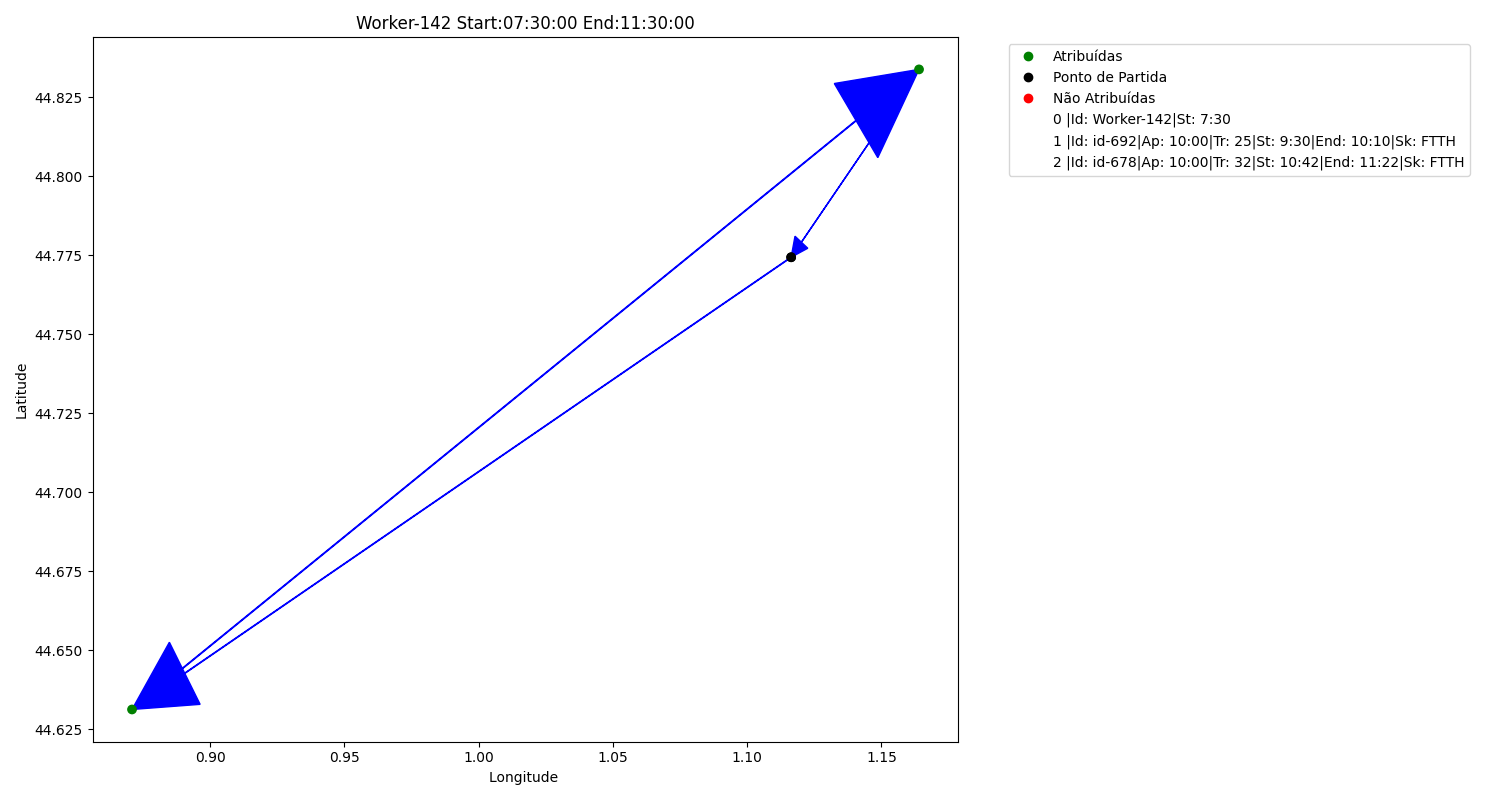 Worker-142 Start:07:30:00 End:11:30:00
Atribuídas
Ponto de Partida
Não Atribuídas
0 |Id: Worker-142|St: 7:30
1 |Id: id-692|Ap: 10:00|Tr: 25|St: 9:30|End: 10:10|Sk: FTTH
2 |Id: id-678|Ap: 10:00|Tr: 32|St: 10:42|End: 11:22|Sk: FTTH
Latitude
44.825
44.800
44.775
44.750
44.725
44.700
44.675
44.650
44.625
0.90 0.95 1.00 1.05 1.10 1.15
Longitude